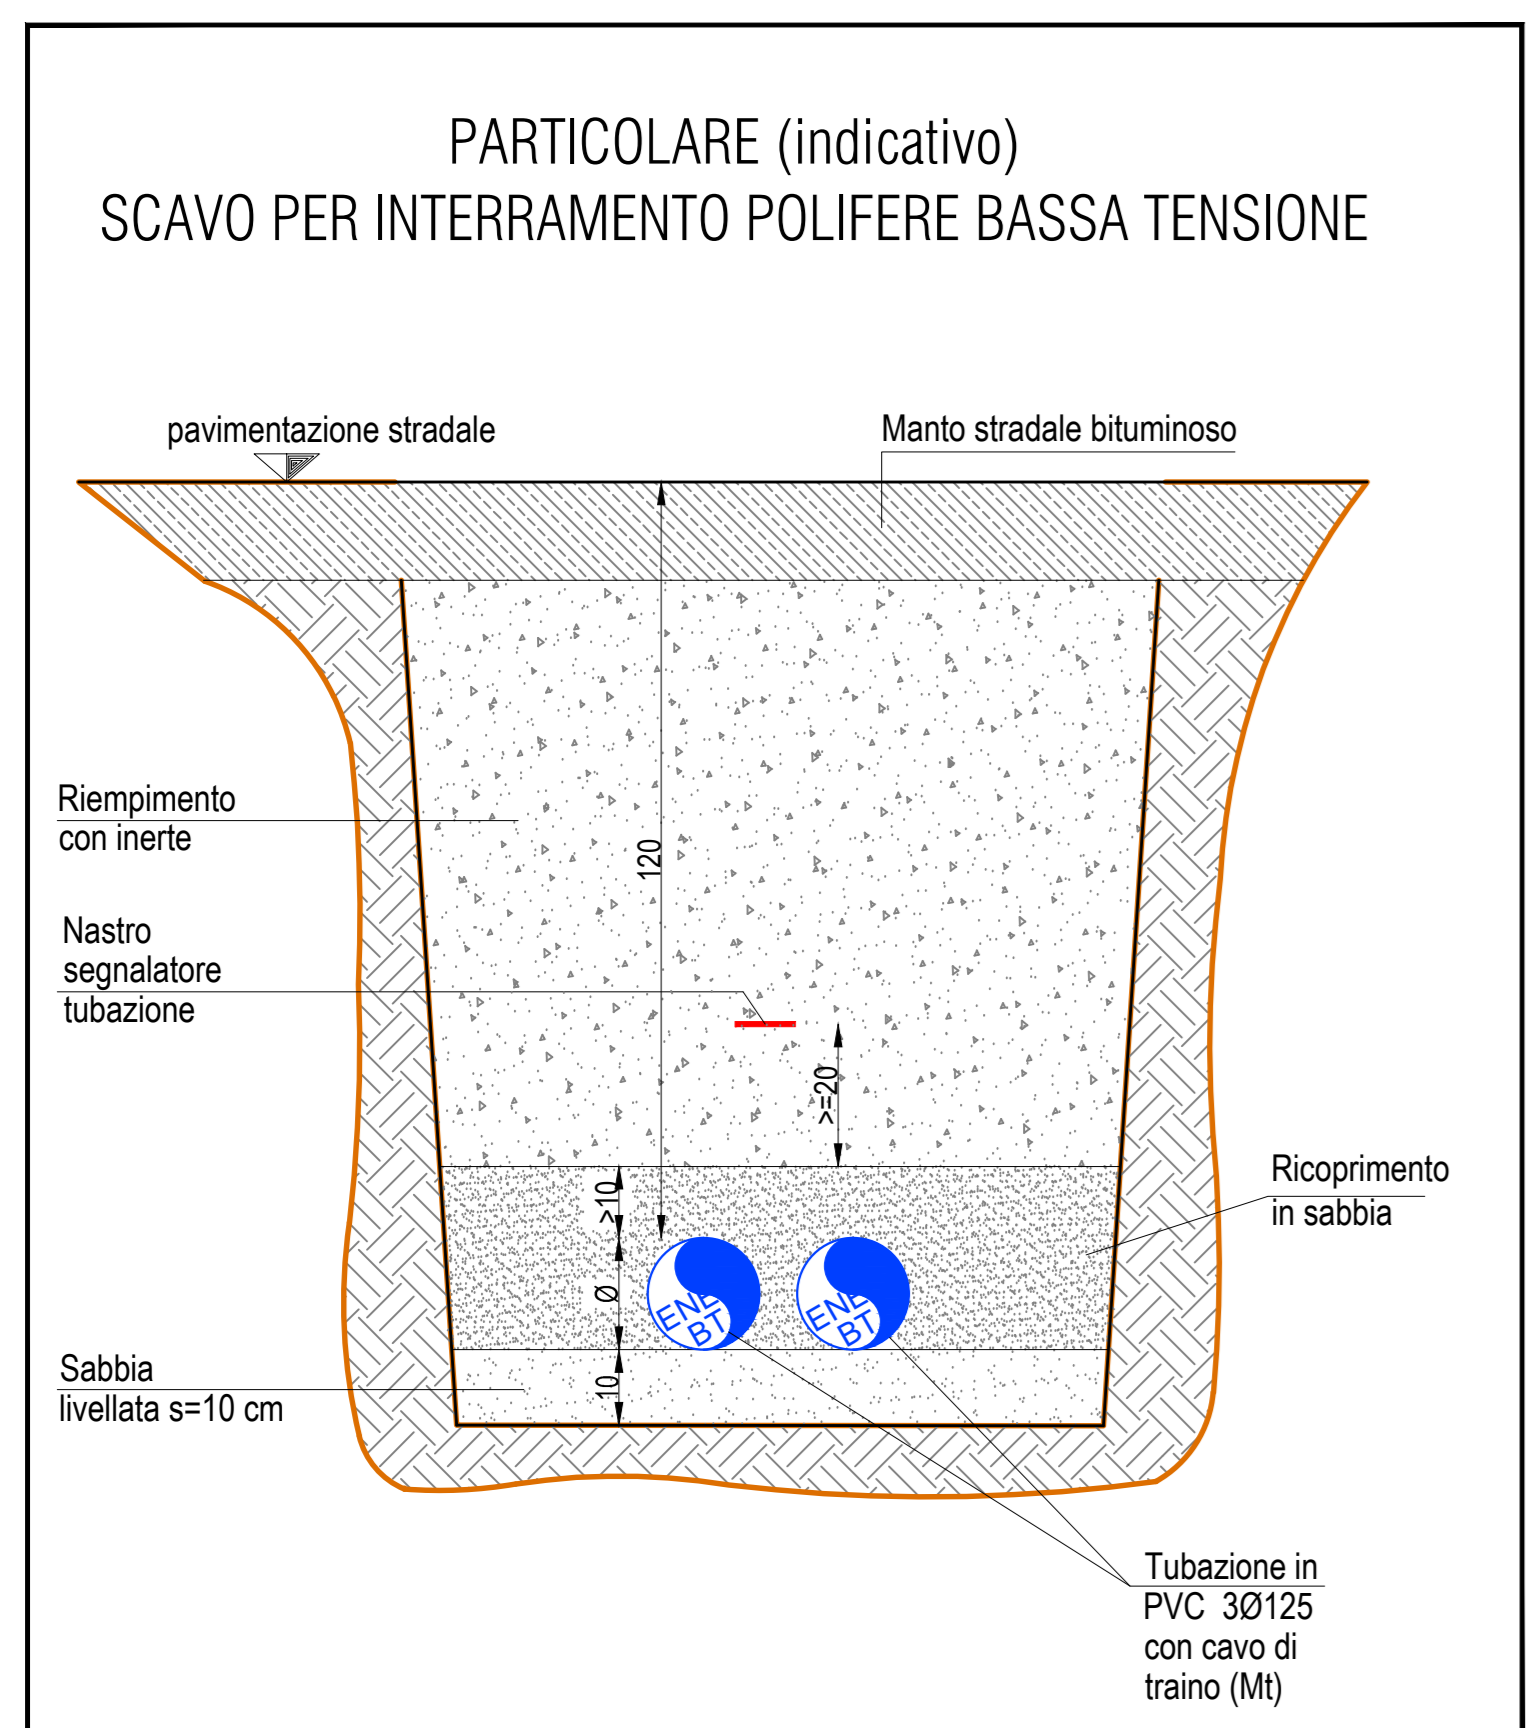 PARTICOLARE (indicativo)
SCAVO PER INTERRAMENTO POLIFERE BASSA TENSIONE
pavimentazione stradale
Manto stradale bituminoso
Riempimento
con inerte
120
Nastro
segnalatore
tubazione
>=20
Ricoprimento
in sabbia
>10
Ø
ENE
BT
ENE
BT
Sabbia
livellata s=10 cm
10
Tubazione in
PVC 3Ø125
con cavo di
traino (Mt)